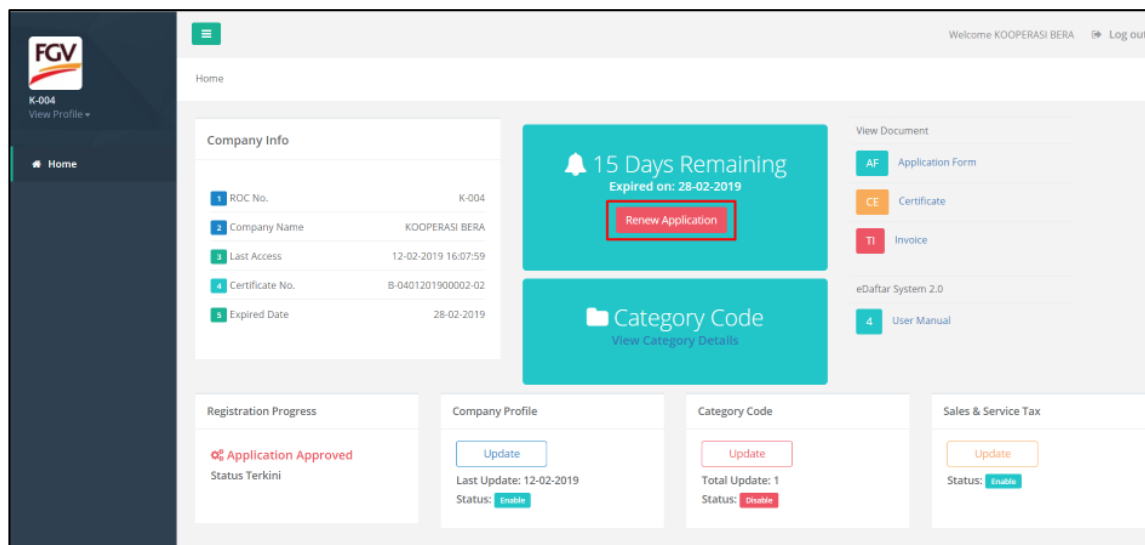 FGV
K-004
View Profile
Home
Welcome KOOPERASI BERA
Log out
Home
Company Info
1 ROC No. K-004
2 Company Name KOOPERASI BERA
3 Last Access 12-02-2019 16:07:59
4 Certificate No. B-0401201900002-02
5 Expired Date 28-02-2019
15 Days Remaining
Expired on: 28-02-2019
Renew Application
Category Code
View Category Details
View Document
AF Application Form
CE Certificate
TI Invoice
eDaftar System 2.0
4 User Manual
Registration Progress
Application Approved
Status Terkini
Company Profile
Update
Last Update: 12-02-2019
Status: Enable
Category Code
Update
Total Update: 1
Status: Disable
Sales & Service Tax
Update
Status: Enable